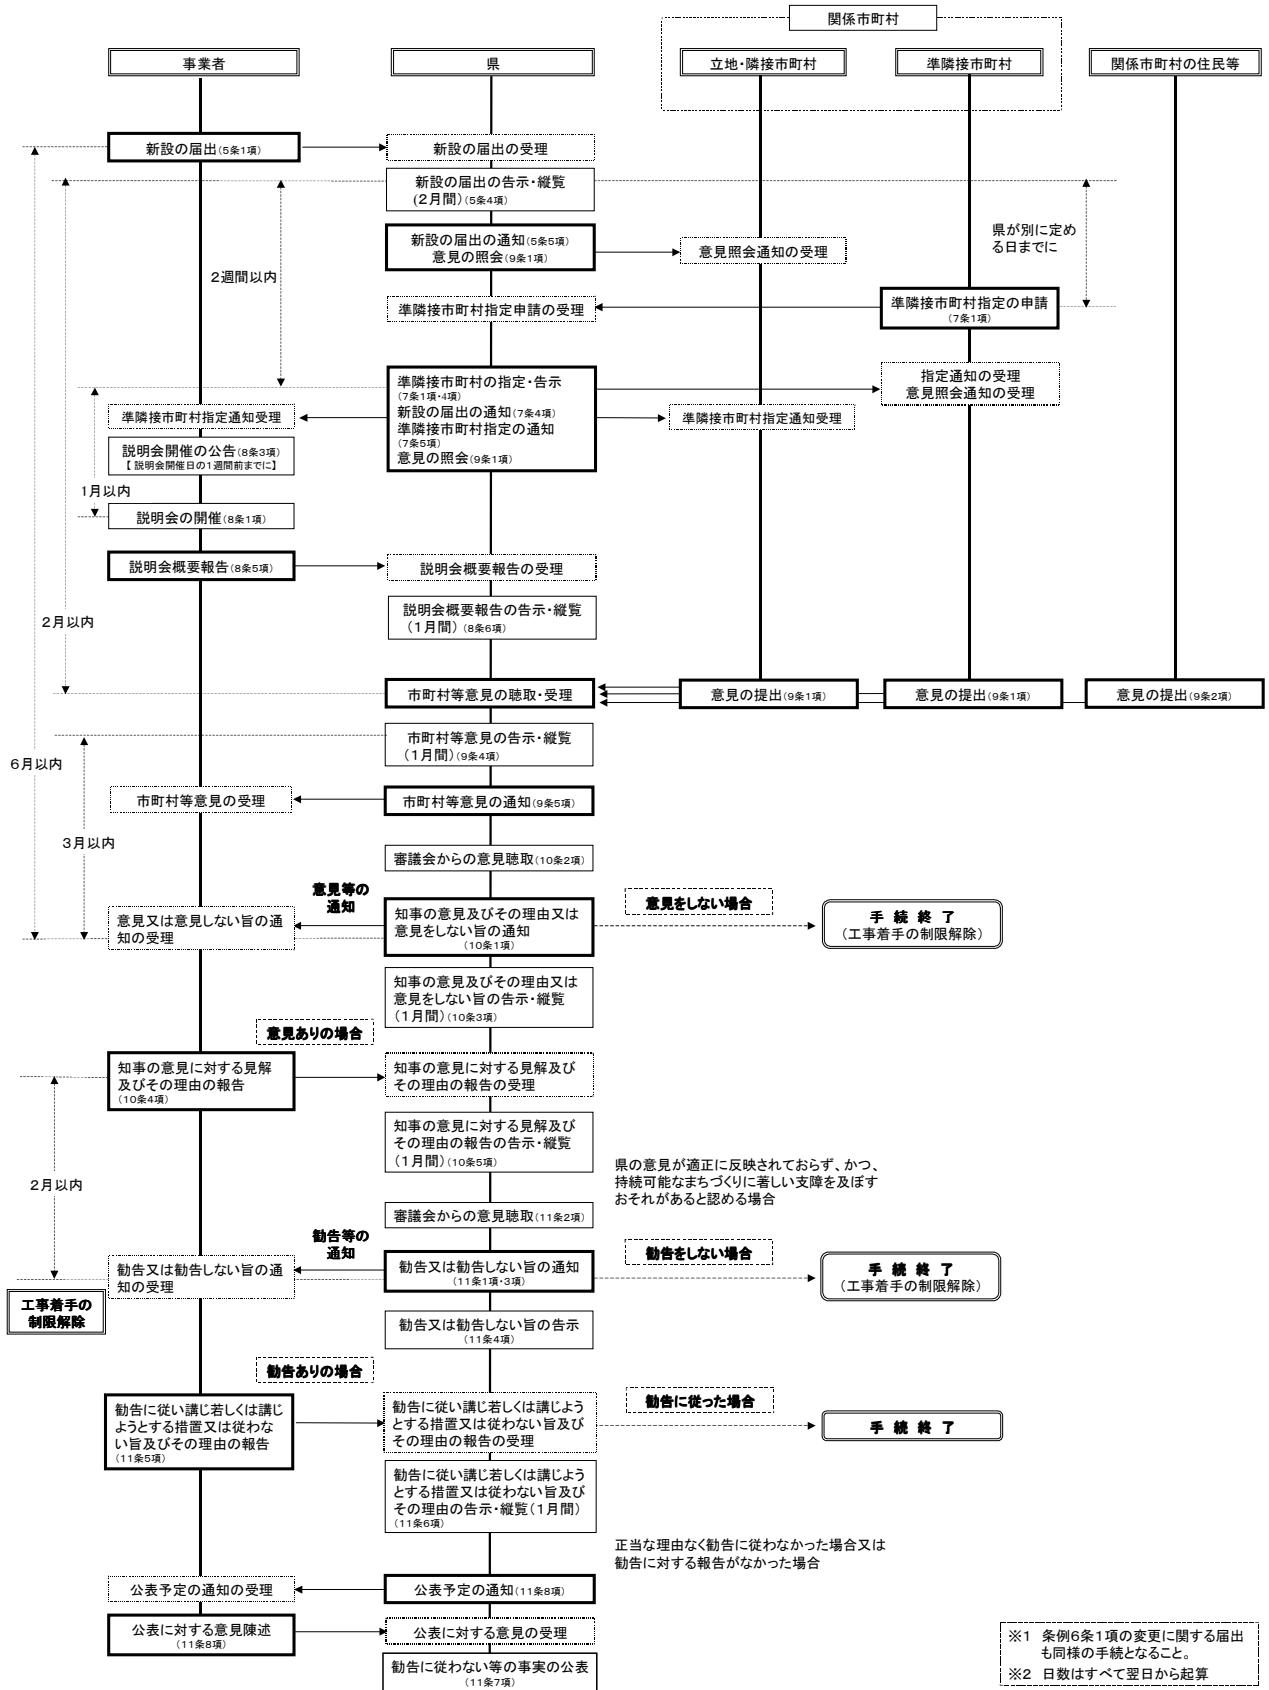 関係市町村
事業者
県
立地・隣接市町村
準隣接市町村
関係市町村の住民等
新設の届出(5条1項)
新設の届出の受理
新設の届出の告示・縦覧
(2月間)(5条4項)
県が別に定め
る日までに
新設の届出の通知(5条5項)
意見の照会(9条1項)
意見照会通知の受理
2週間以内
準隣接市町村指定申請の受理
準隣接市町村指定の申請
(7条1項)
準隣接市町村の指定・告示
(7条1項・4項)
新設の届出の通知(7条4項)
準隣接市町村指定の通知
(7条5項)
意見の照会(9条1項)
指定通知の受理
意見照会通知の受理
準隣接市町村指定通知受理
準隣接市町村指定通知受理
説明会開催の公告(8条3項)
【説明会開催日の1週間前までに】
1月以内
説明会の開催(8条1項)
説明会概要報告(8条5項)
説明会概要報告の受理
説明会概要報告の告示・縦覧
(1月間)(8条6項)
2月以内
市町村等意見の聴取・受理
意見の提出(9条1項)
意見の提出(9条1項)
意見の提出(9条2項)
市町村等意見の告示・縦覧
(1月間)(9条4項)
6月以内
市町村等意見の受理
市町村等意見の通知(9条5項)
3月以内
審議会からの意見聴取(10条2項)
意見等の
通知
意見をしない場合
意見又は意見しない旨の通
知の受理
知事の意見及びその理由又は
意見をしない旨の通知
(10条1項)
手続終了
(工事着手の制限解除)
知事の意見及びその理由又は
意見をしない旨の告示・縦覧
(1月間)(10条3項)
意見ありの場合
知事の意見に対する見解
及びその理由の報告
(10条4項)
知事の意見に対する見解及び
その理由の報告の受理
知事の意見に対する見解及び
その理由の報告の告示・縦覧
(1月間)(10条5項)
県の意見が適正に反映されておらず、かつ、
持続可能なまちづくりに著しい支障を及ぼす
おそれがあると認める場合
2月以内
審議会からの意見聴取(11条2項)
勧告等の
通知
勧告をしない場合
勧告又は勧告しない旨の通
知の受理
勧告又は勧告しない旨の通知
(11条1項・3項)
手続終了
(工事着手の制限解除)
工事着手の
制限解除
勧告又は勧告しない旨の告示
(11条4項)
勧告ありの場合
勧告に従った場合
勧告に従い講じ若しくは講じ
ようとする措置又は従わな
い旨及びその理由の報告
(11条5項)
勧告に従い講じ若しくは講じよう
とする措置又は従わない旨及び
その理由の報告の受理
手続終了
勧告に従い講じ若しくは講じよう
とする措置又は従わない旨及び
その理由の告示・縦覧(1月間)
(11条6項)
正当な理由なく勧告に従わなかった場合又は
勧告に対する報告がなかった場合
公表予定の通知の受理
公表予定の通知(11条8項)
公表に対する意見陳述
(11条8項)
公表に対する意見の受理
勧告に従わない等の事実の公表
(11条7項)
※1 条例6条1項の変更に関する届出
も同様の手続となること。
※2 日数はすべて翌日から起算